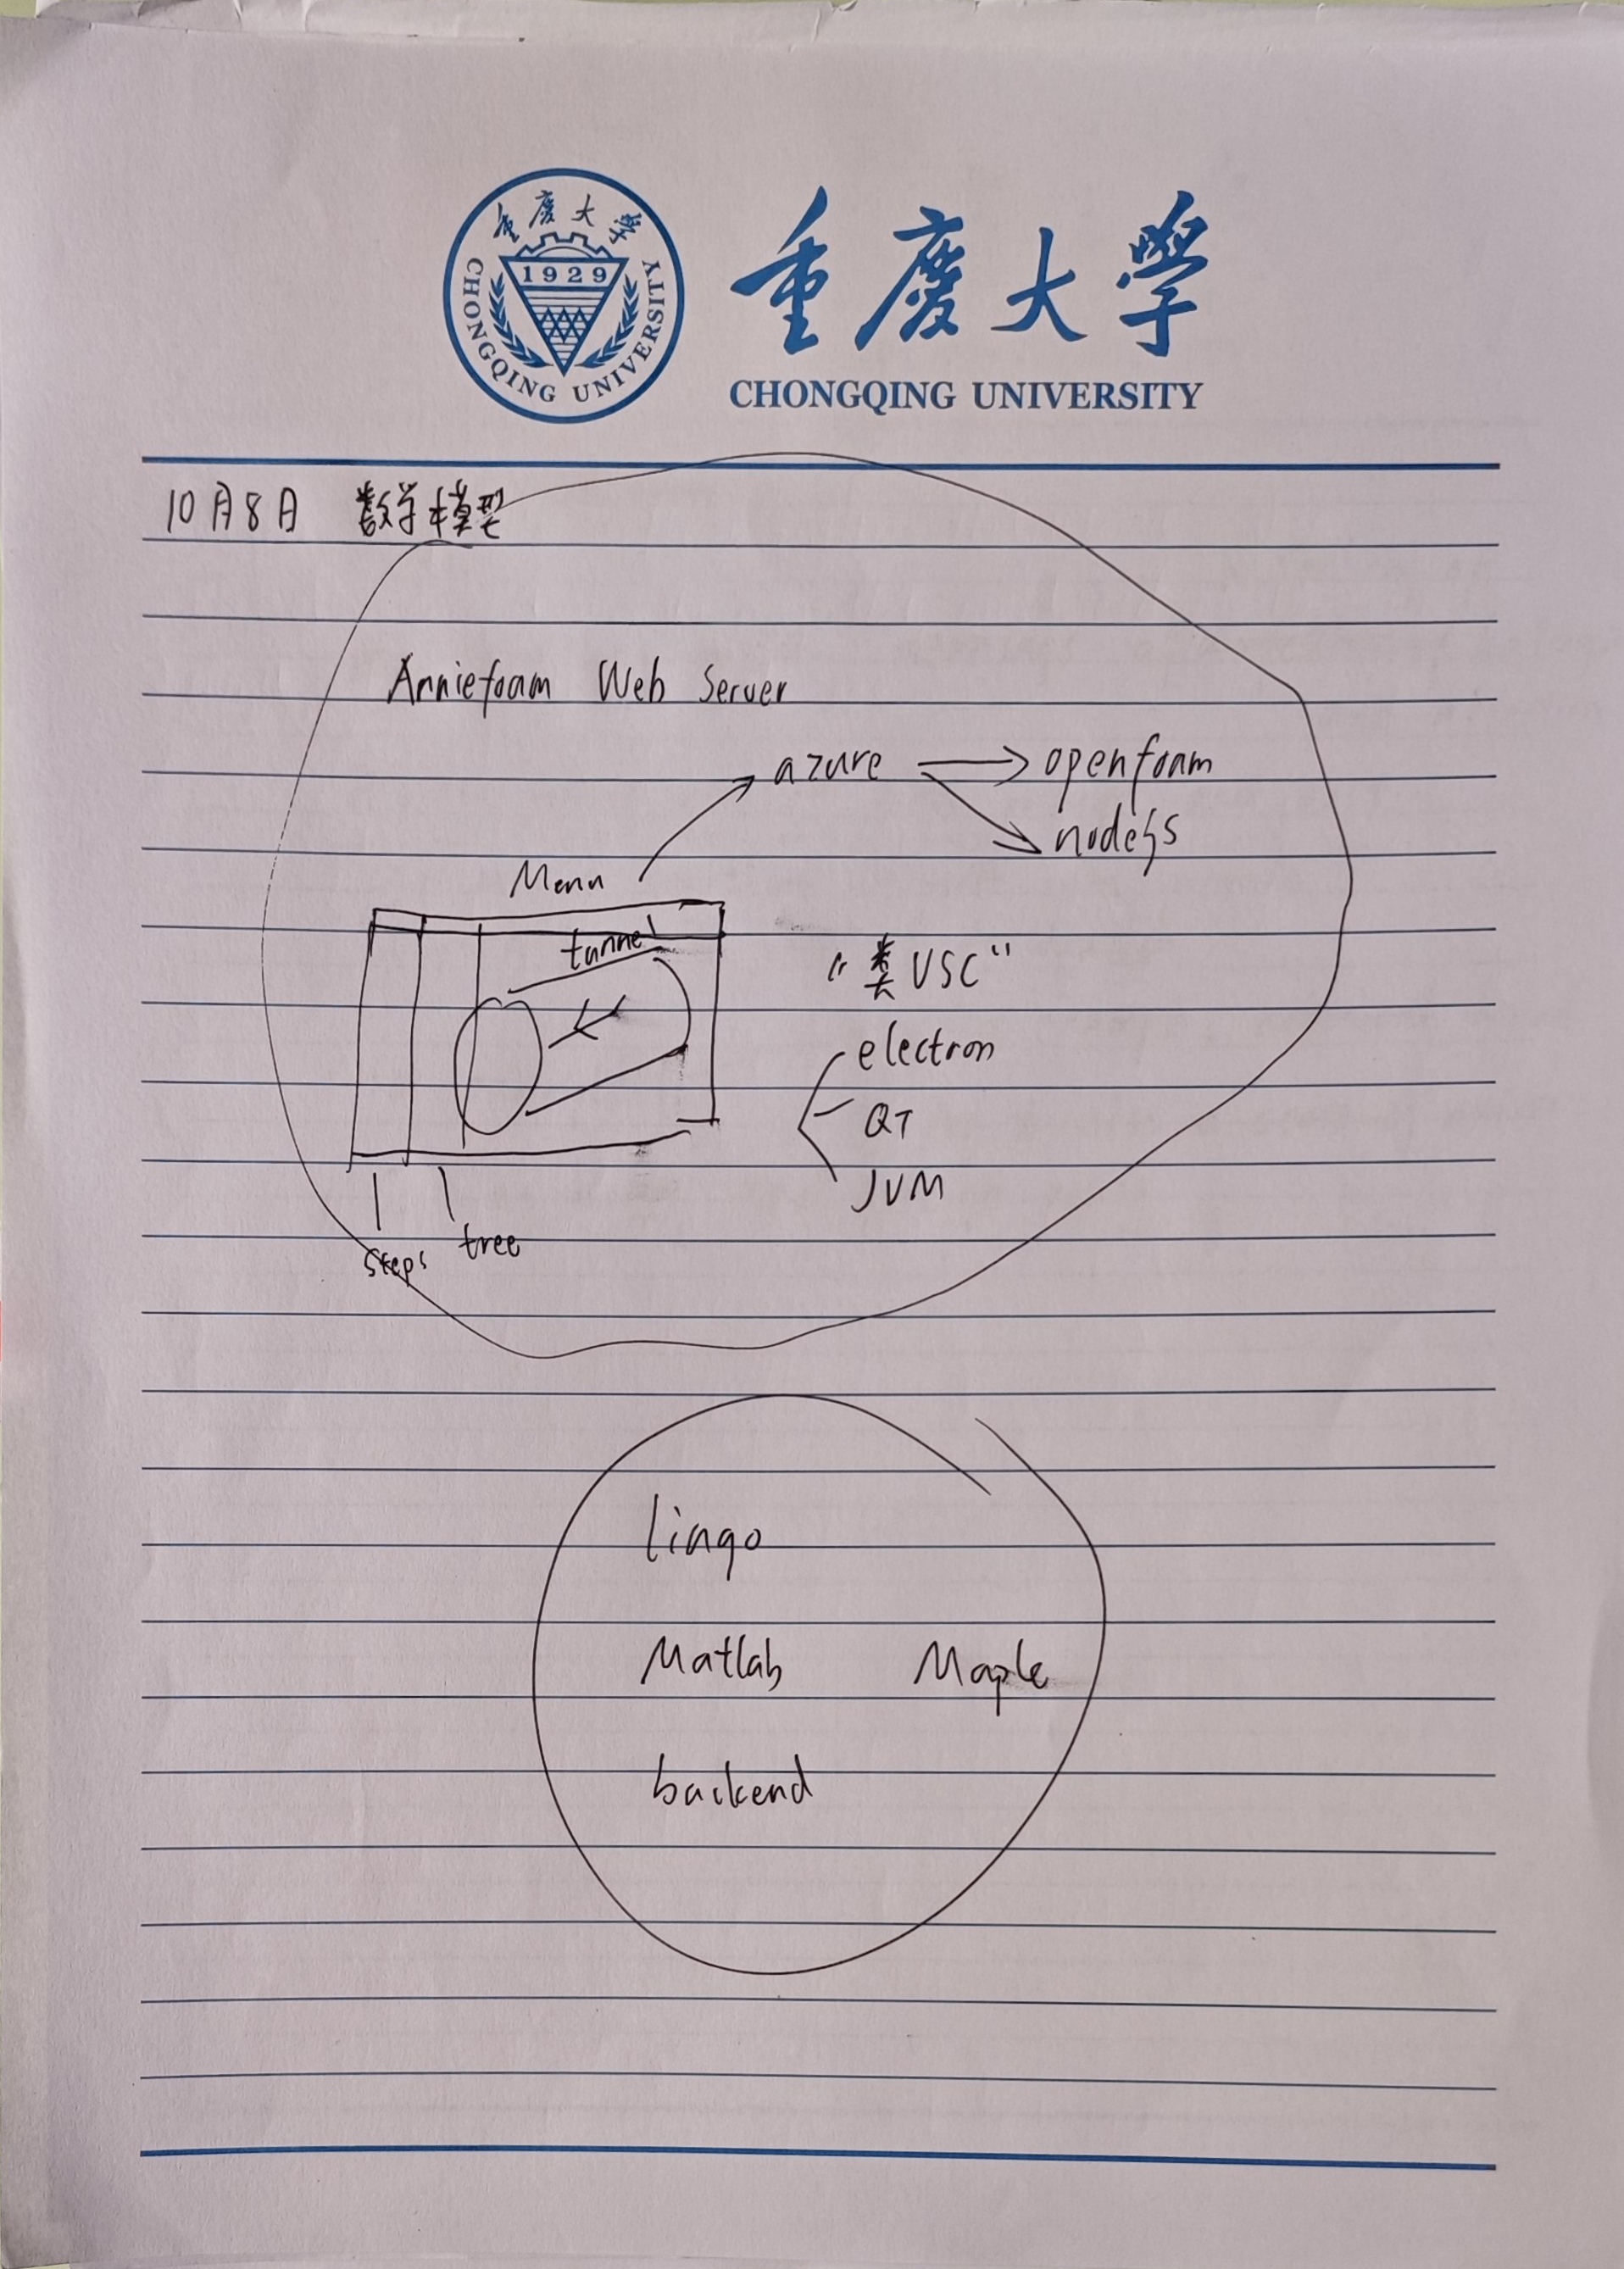 重慶大學
1929
CHONGQING UNIVERSITY
重慶大學
CHONGQING UNIVERSITY
10月8日 数学模型
Anniefoam Web Server
azure openfoam
nodejs
Menu
tunnel
"类VSC"
electron
QT
JVM
steps tree
lingo
Matlab Maple
backend